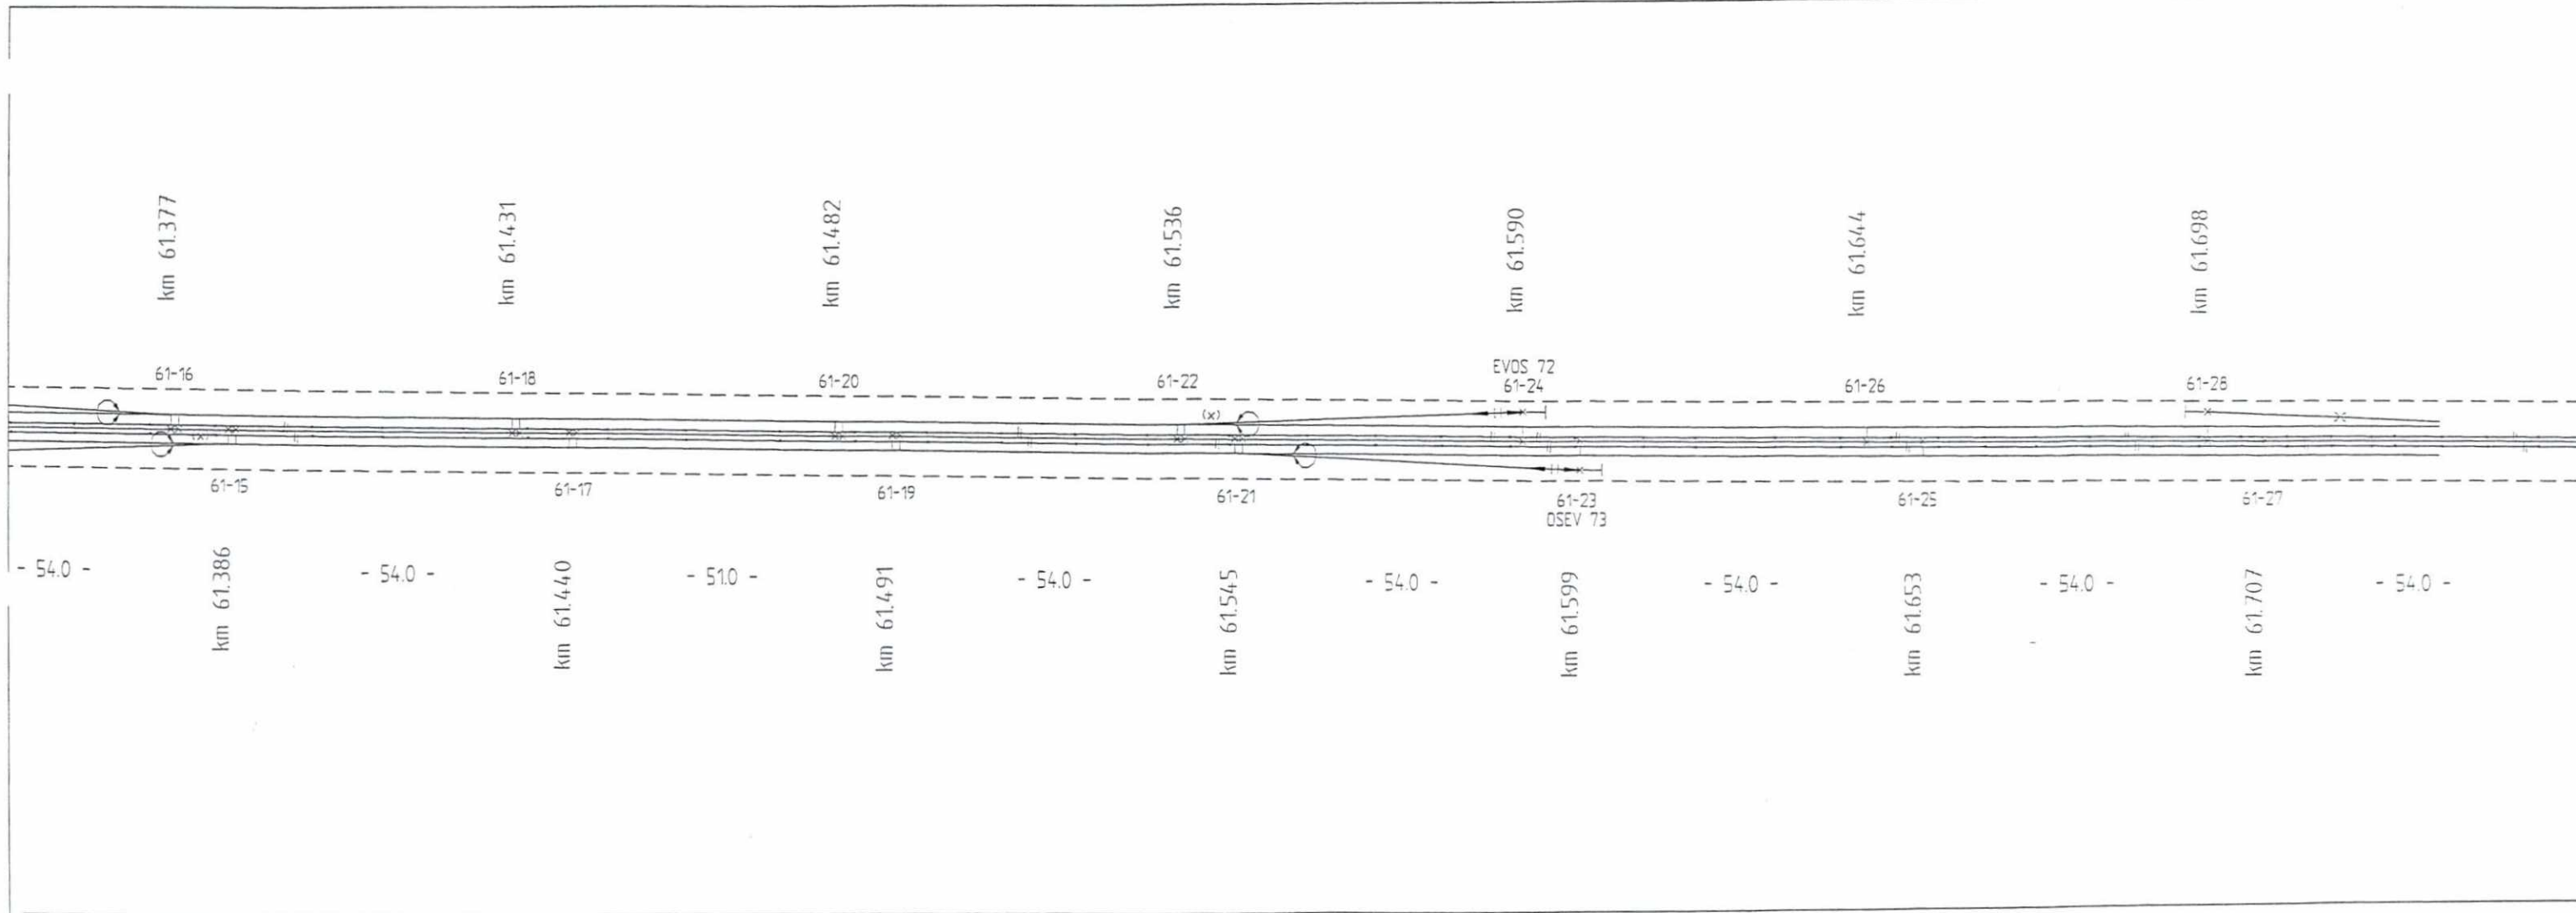 km 61.377
km 61.431
km 61.482
km 61.536
km 61.590
km 61.644
km 61.698
EVOS 72
61-16
61-18
61-20
61-22
61-24
61-26
61-28
(x)
(x)
61-15
61-17
61-19
61-21
61-23
61-25
61-27
OSEV 73
- 54.0 -
- 54.0 -
- 51.0 -
- 54.0 -
- 54.0 -
- 54.0 -
- 54.0 -
- 54.0 -
km 61.386
km 61.440
km 61.491
km 61.545
km 61.599
km 61.653
km 61.707